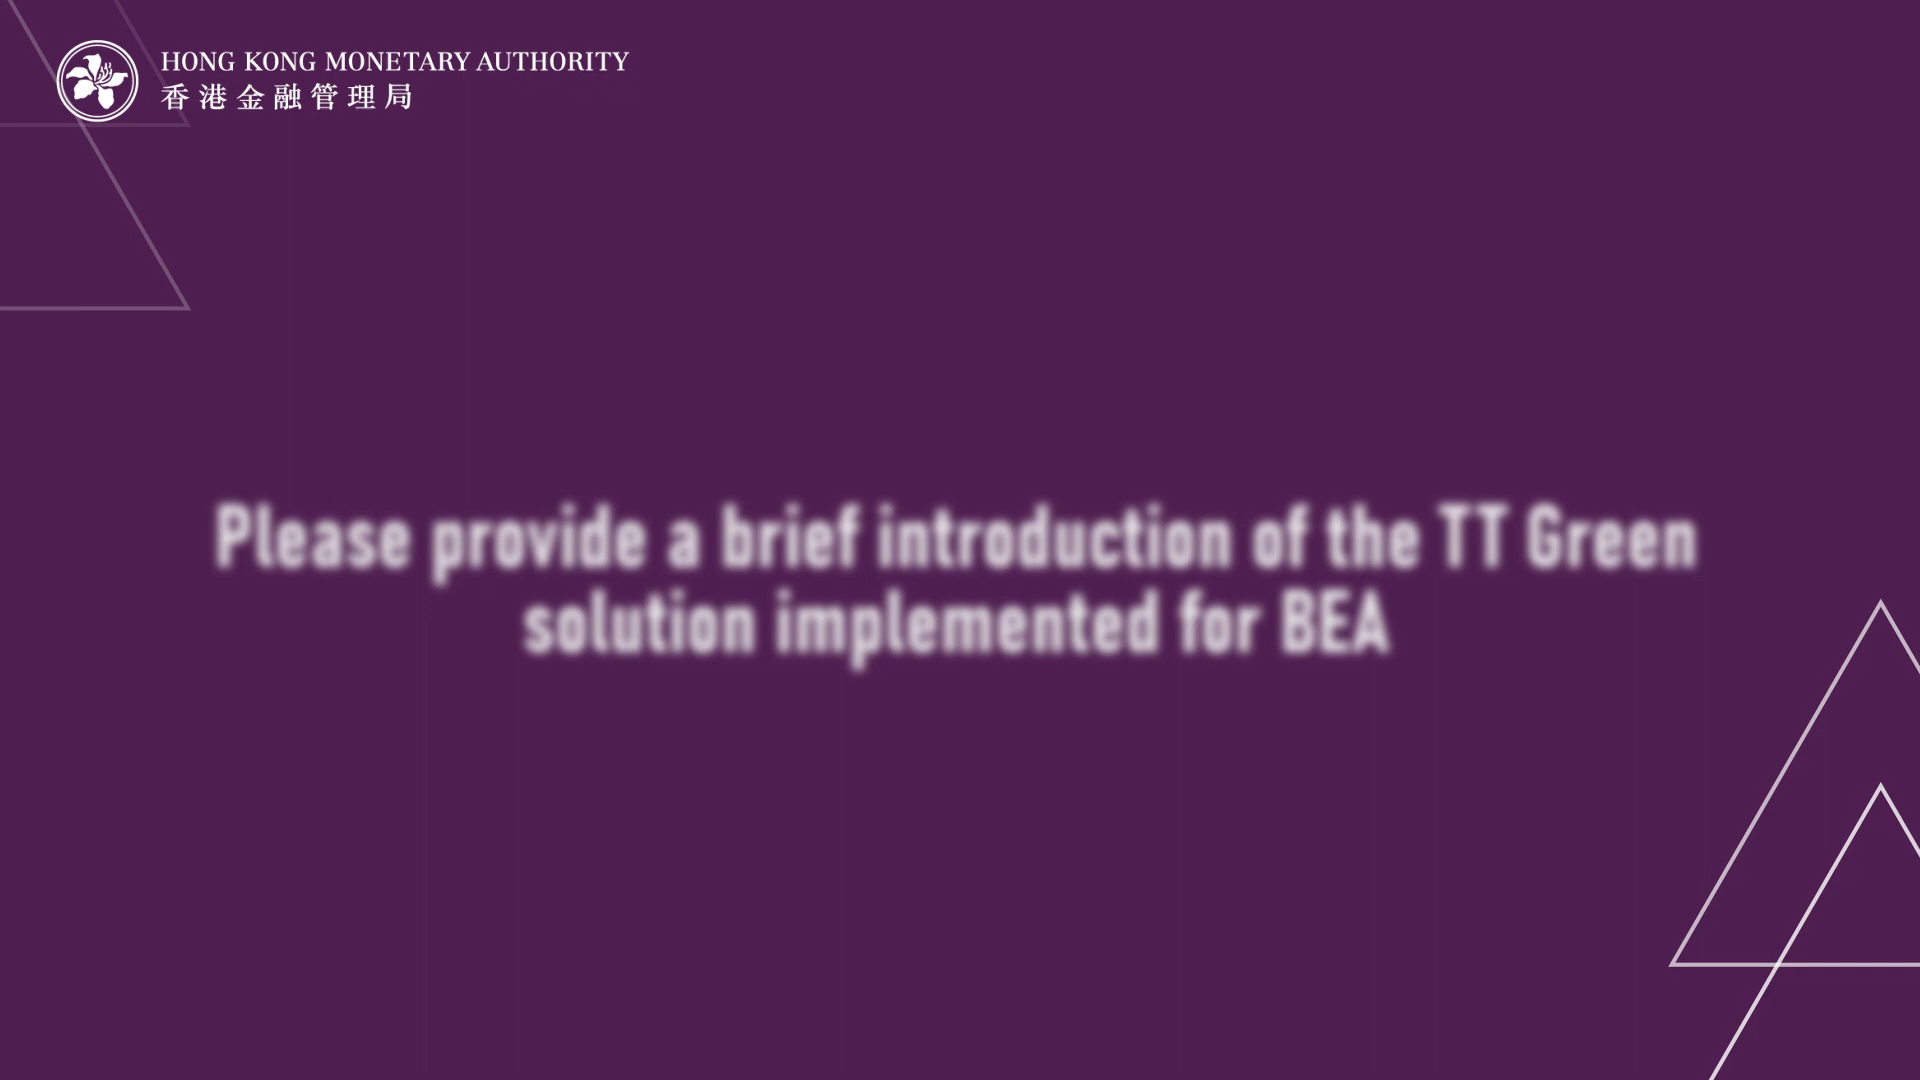 HONG KONG MONETARY AUTHORITY
香港金融管理局
Please provide a brief introduction of the TT Green
solution implemented for BEA